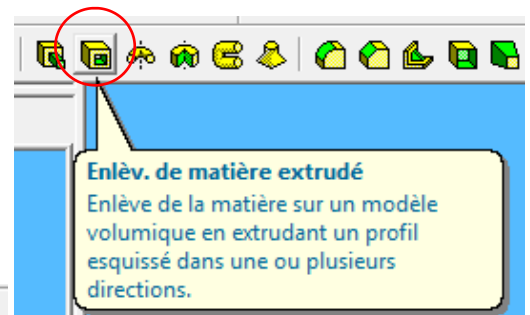 Enlèv. de matière extrudé
Enlève de la matière sur un modèle
volumique en extrudant un profil
esquissé dans une ou plusieurs
directions.